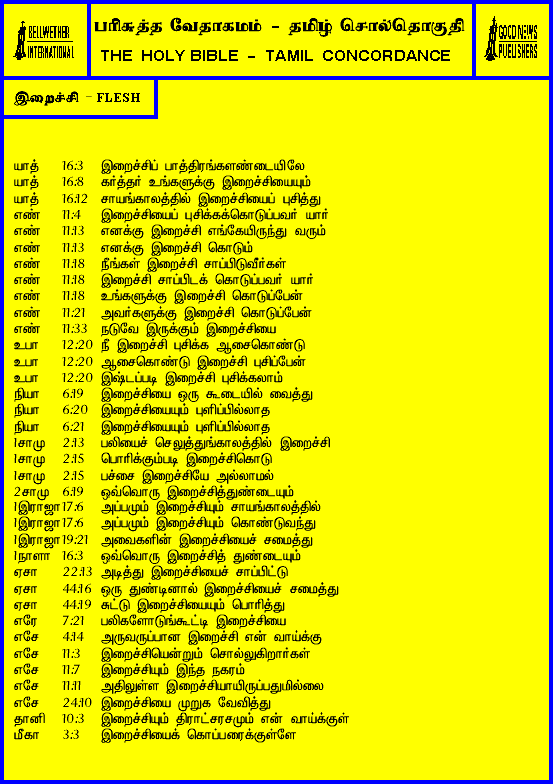 BELLWETHER
INTERNATIONAL
பரிசுத்த வேதாகமம் - தமிழ் சொல்தொகுதி
THE HOLY BIBLE - TAMIL CONCORDANCE
GOOD NEWS
PUBLISHERS
இறைச்சி - FLESH
யாத் 16:3 இறைச்சிப் பாத்திரங்களண்டையிலே
யாத் 16:8 கர்த்தர் உங்களுக்கு இறைச்சியையும்
யாத் 16:12 சாயங்காலத்தில் இறைச்சியைப் புசித்து
எண் 11:4 இறைச்சியைப் புசிக்கக்கொடுப்பவர் யார்
எண் 11:13 எனக்கு இறைச்சி எங்கேயிருந்து வரும்
எண் 11:13 எனக்கு இறைச்சி கொடும்
எண் 11:18 நீங்கள் இறைச்சி சாப்பிடுவீர்கள்
எண் 11:18 இறைச்சி சாப்பிடக் கொடுப்பவர் யார்
எண் 11:18 உங்களுக்கு இறைச்சி கொடுப்பேன்
எண் 11:21 அவர்களுக்கு இறைச்சி கொடுப்பேன்
எண் 11:33 நடுவே இருக்கும் இறைச்சியை
உபா 12:20 நீ இறைச்சி புசிக்க ஆசைகொண்டு
உபா 12:20 ஆசைகொண்டு இறைச்சி புசிப்பேன்
உபா 12:20 இஷ்டப்படி இறைச்சி புசிக்கலாம்
நியா 6:19 இறைச்சியை ஒரு கூடையில் வைத்து
நியா 6:20 இறைச்சியையும் புளிப்பில்லாத
நியா 6:21 இறைச்சியையும் புளிப்பில்லாத
1சாமு 2:13 பலியைச் செலுத்துங்காலத்தில் இறைச்சி
1சாமு 2:15 பொரிக்கும்படி இறைச்சிகொடு
1சாமு 2:15 பச்சை இறைச்சியே அல்லாமல்
2சாமு 6:19 ஒவ்வொரு இறைச்சித்துண்டையும்
1இராஜா17:6 அப்பமும் இறைச்சியும் சாயங்காலத்தில்
1இராஜா17:6 அப்பமும் இறைச்சியும் கொண்டுவந்து
1இராஜா19:21 அவைகளின் இறைச்சியைச் சமைத்து
1நாளா 16:3 ஒவ்வொரு இறைச்சித் துண்டையும்
ஏசா 22:13 அடித்து இறைச்சியைச் சாப்பிட்டு
ஏசா 44:16 ஒரு துண்டினால் இறைச்சியைச் சமைத்து
ஏசா 44:19 சுட்டு இறைச்சியையும் பொரித்து
எரே 7:21 பலிகளோடுங்கூட்டி இறைச்சியை
எசே 4:14 அருவருப்பான இறைச்சி என் வாய்க்கு
எசே 11:3 இறைச்சியென்றும் சொல்லுகிறார்கள்
எசே 11:7 இறைச்சியும் இந்த நகரம்
எசே 11:11 அதிலுள்ள இறைச்சியாயிருப்பதுமில்லை
எசே 24:10 இறைச்சியை முறுக வேவித்து
தானி 10:3 இறைச்சியும் திராட்சரசமும் என் வாய்க்குள்
மீகா 3:3 இறைச்சியைக் கொப்பரைக்குள்ளே